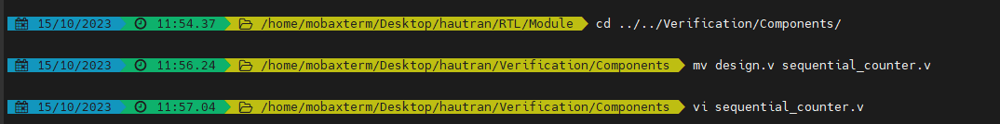 15/10/2023 11:54.37 /home/mobaxterm/Desktop/hautran/RTL/Module cd ../../Verification/Components/
15/10/2023 11:56.24 /home/mobaxterm/Desktop/hautran/Verification/Components mv design.v sequential_counter.v
15/10/2023 11:57.04 /home/mobaxterm/Desktop/hautran/Verification/Components vi sequential_counter.v